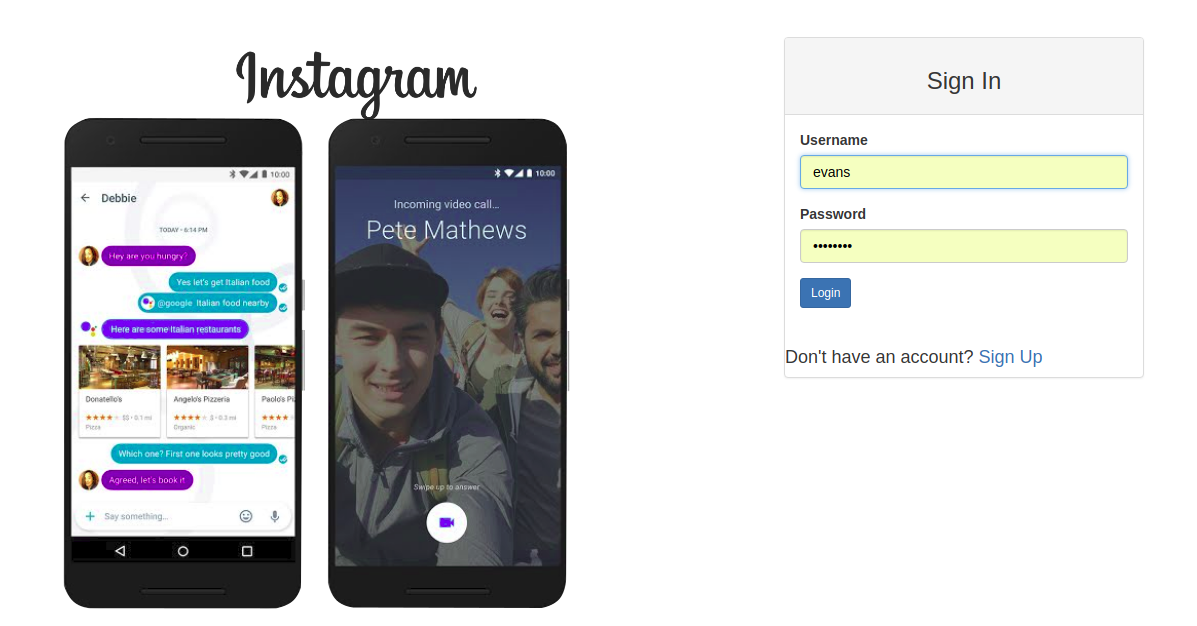 Instagram
10:00
Debbie
TODAY • 6:14 PM
Hey are you hungry?
Yes let's get Italian food
@google Italian food nearby
Here are some Italian restaurants
Donatello's
Angelo's Pizzeria
Paolo's Piz
$$ • 0.1 mi
$ • 0.3 mi
Pizza
Organic
Pizza
Which one? First one looks pretty good
Agreed, let's book it
Say something...
10:00
Incoming video call...
Pete Mathews
Swipe up to answer
Sign In
Username
evans
Password
••••••••
Login
Don't have an account? Sign Up